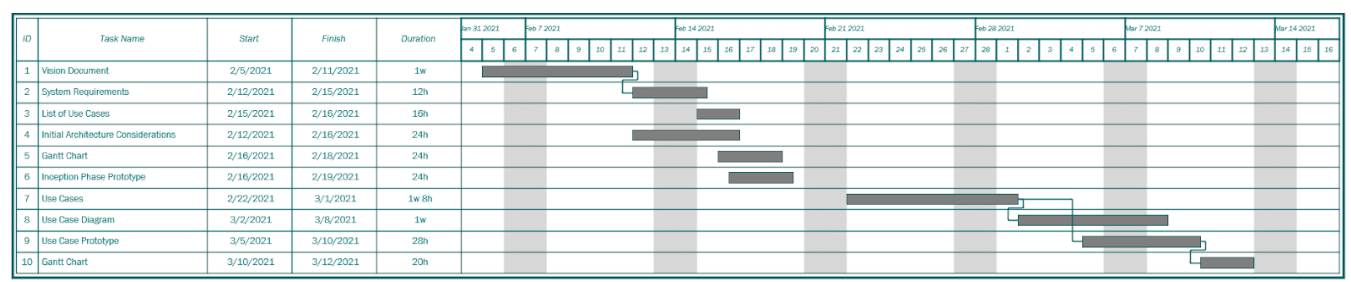 ID Task Name Start Finish Duration Jan 31 2021 Feb 7 2021 Feb 14 2021 Feb 21 2021 Feb 28 2021 Mar 7 2021 Mar 14 2021
4 5 6 7 8 9 10 11 12 13 14 15 16 17 18 19 20 21 22 23 24 25 26 27 28 1 2 3 4 5 6 7 8 9 10 11 12 13 14 15 16
1 Vision Document 2/5/2021 2/11/2021 1w
2 System Requirements 2/12/2021 2/15/2021 12h
3 List of Use Cases 2/15/2021 2/16/2021 16h
4 Initial Architecture Considerations 2/12/2021 2/16/2021 24h
5 Gantt Chart 2/16/2021 2/18/2021 24h
6 Inception Phase Prototype 2/16/2021 2/19/2021 24h
7 Use Cases 2/22/2021 3/1/2021 1w 8h
8 Use Case Diagram 3/2/2021 3/8/2021 1w
9 Use Case Prototype 3/5/2021 3/10/2021 28h
10 Gantt Chart 3/10/2021 3/12/2021 20h